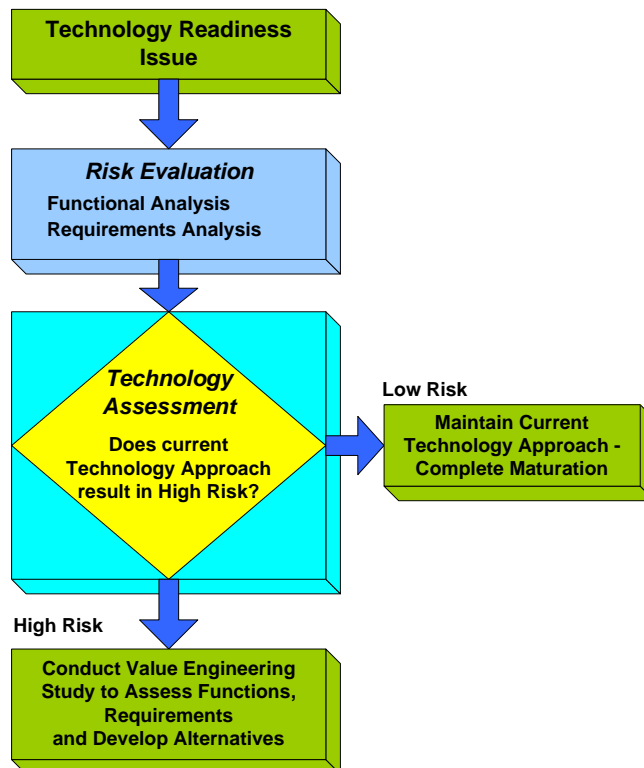 Technology Readiness
Issue
Risk Evaluation
Functional Analysis
Requirements Analysis
Technology
Assessment
Does current
Technology Approach
result in High Risk?
Low Risk
Maintain Current
Technology Approach -
Complete Maturation
High Risk
Conduct Value Engineering
Study to Assess Functions,
Requirements
and Develop Alternatives